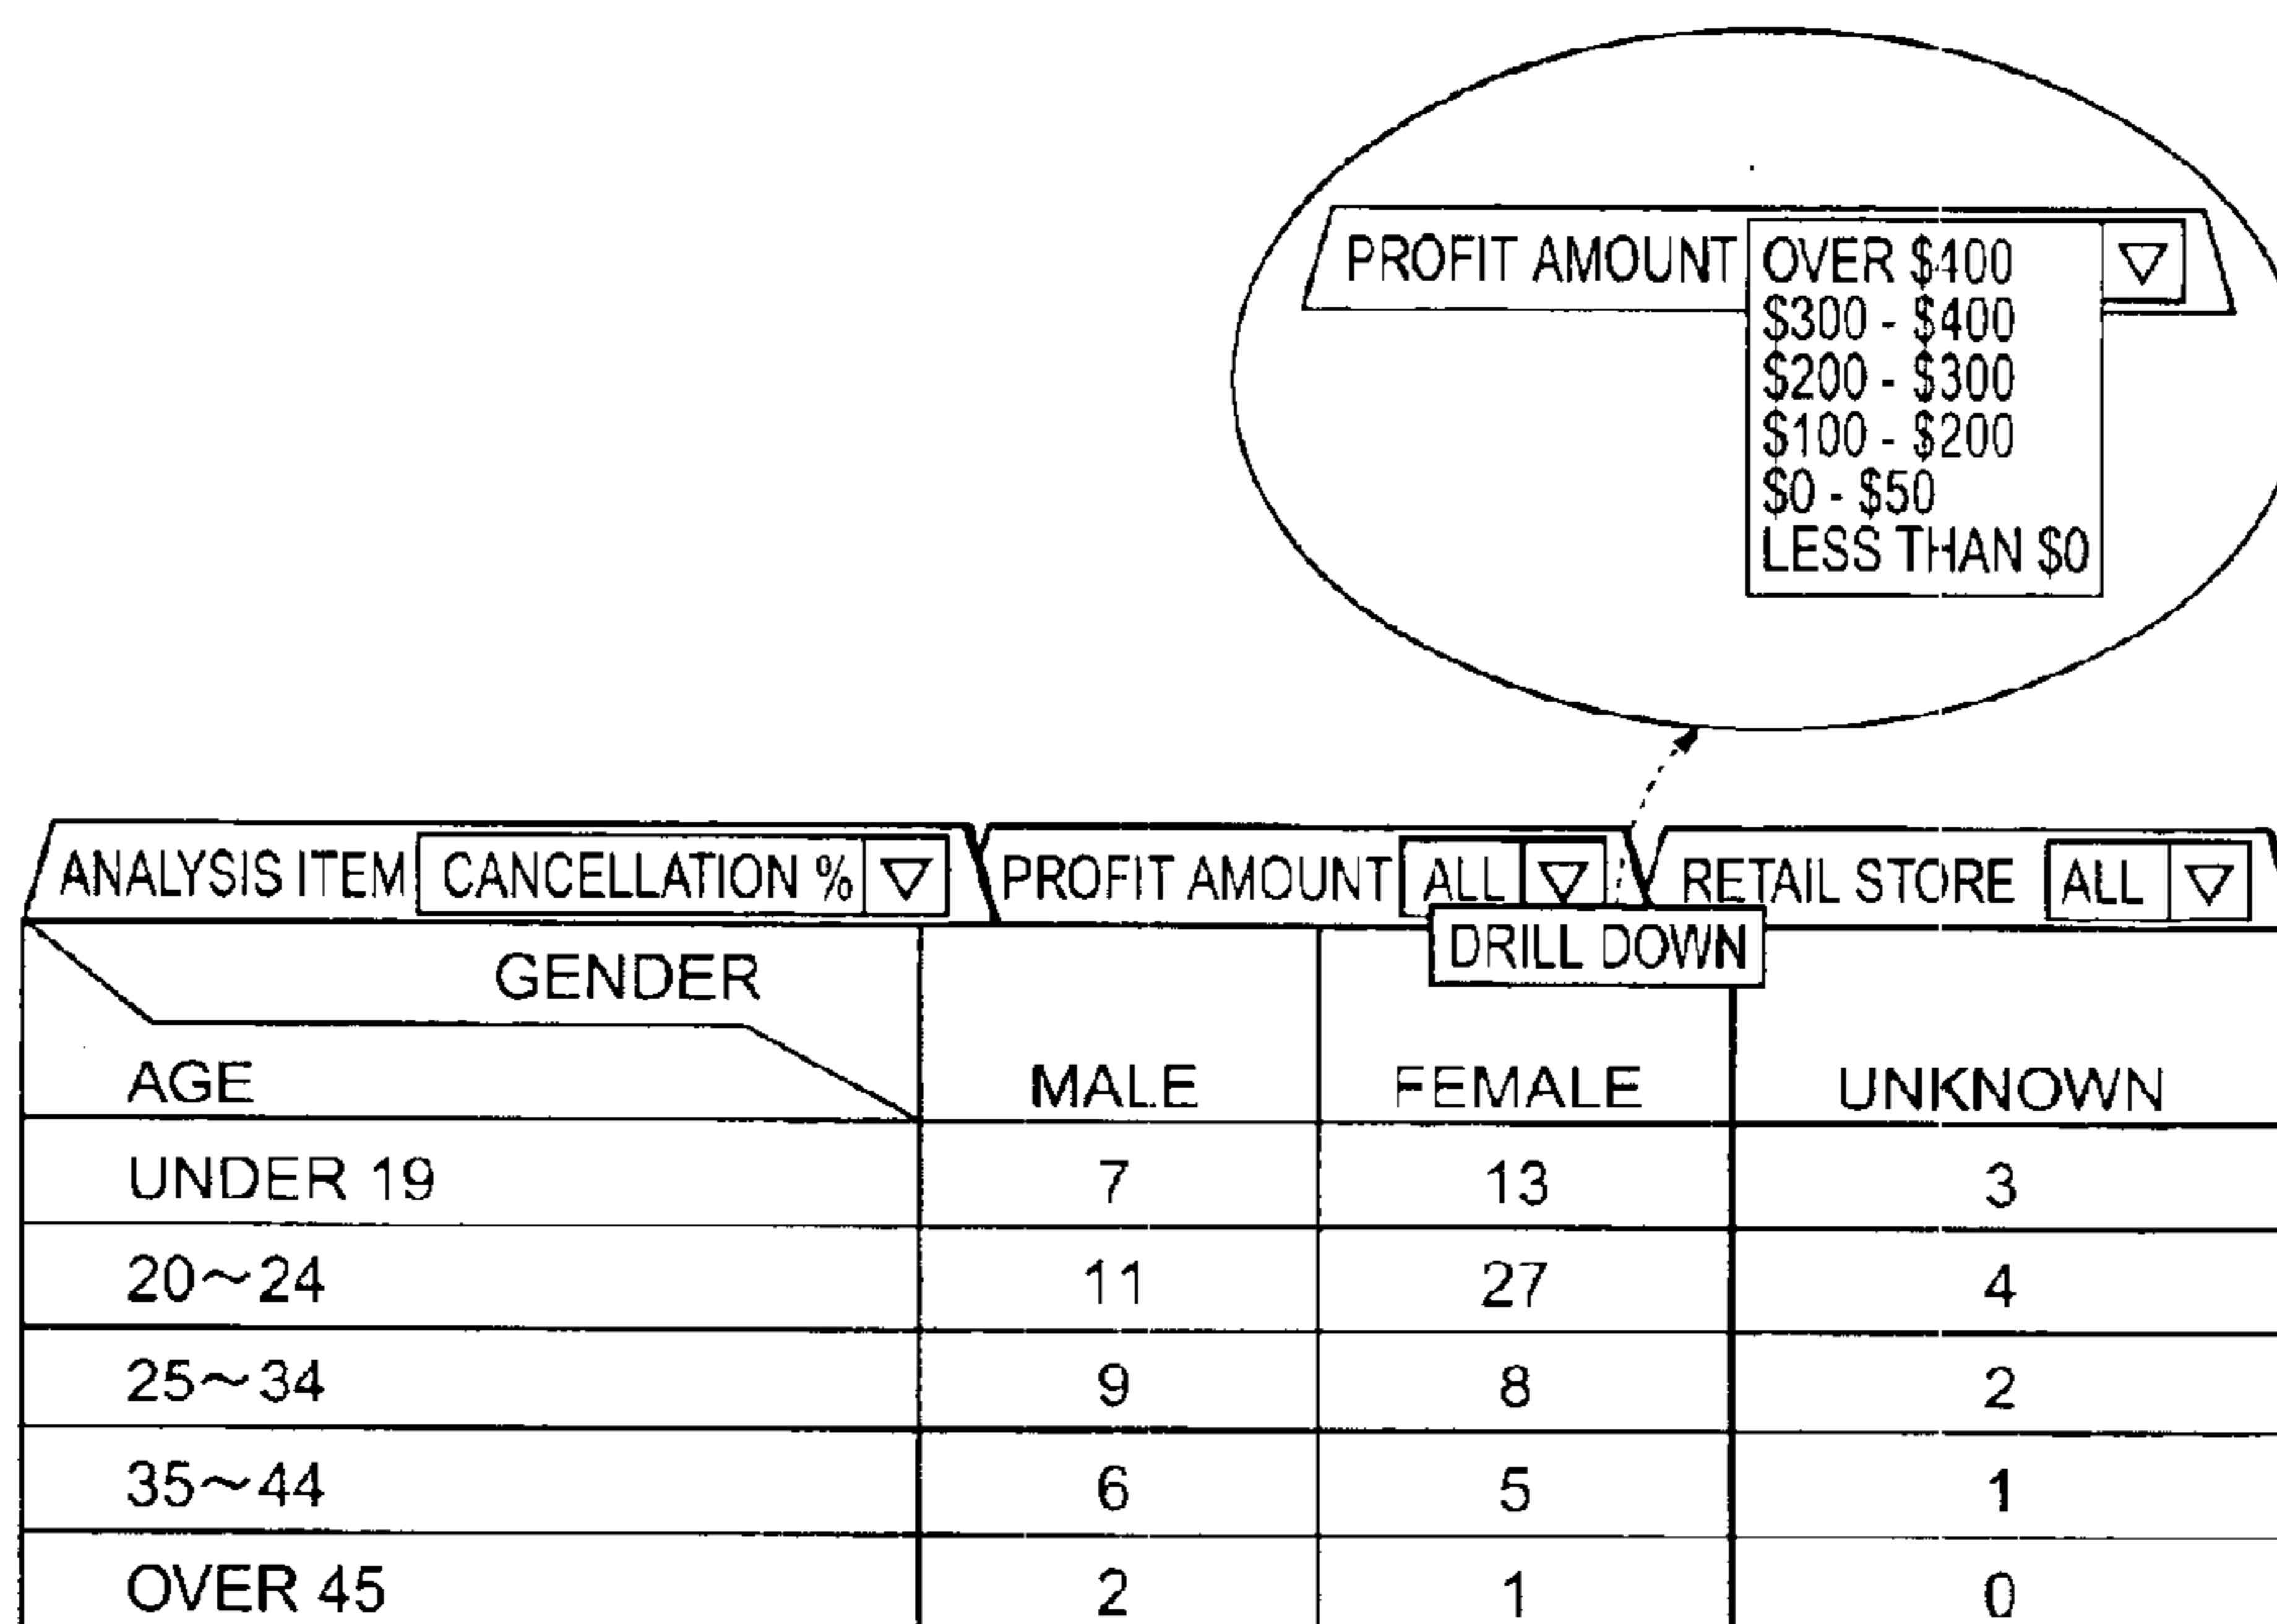 PROFIT AMOUNT OVER $400
$300 - $400
$200 - $300
$100 - $200
$0 - $50
LESS THAN $0
ANALYSIS ITEM CANCELLATION % PROFIT AMOUNT ALL RETAIL STORE ALL
DRILL DOWN
GENDER
AGE MALE FEMALE UNKNOWN
UNDER 19 7 13 3
20~24 11 27 4
25~34 9 8 2
35~44 6 5 1
OVER 45 2 1 0